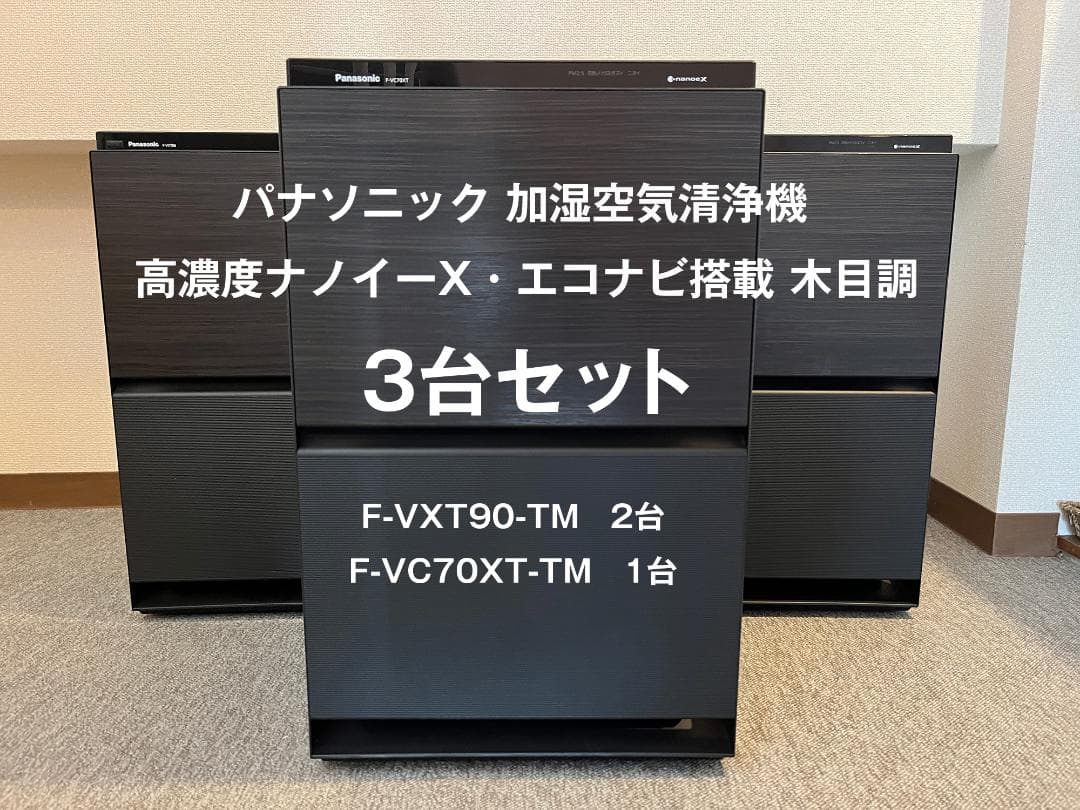 Panasonic F-VC70XT
nanoeX
Panasonic
nanoeX
パナソニック 加湿空気清浄機
高濃度ナノイーX・エコナビ搭載 木目調
3台セット
F-VXT90-TM 2台
F-VC70XT-TM 1台